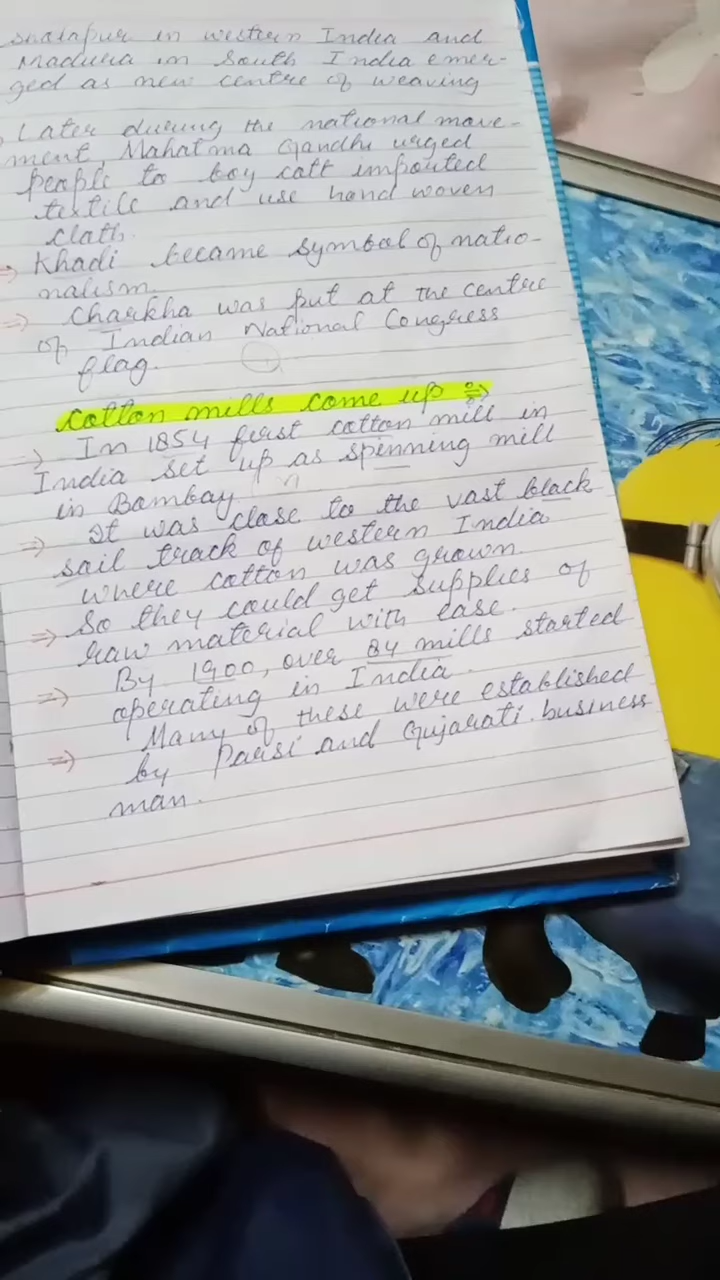 sholapur in western India and
Madura in South India emer-
ged as new centre of weaving
Later during the national move-
ment, Mahatma Gandhi urged
people to boy catt impouted
textile and use hand woven
clath.
⇒ Khadi became symbol of natio-
nalism.
⇒ Charkha was put at the centre
of Indian National Congress
flag.
cotton mills come up ⇒
⇒ In 1854 first cotton mill in
India set up as spinning mill
in Bombay.
⇒ It was close to the vast black
sail track of western India
where cotton was grown.
⇒ So they could get supplies of
raw material with ease.
⇒ By 1900, over 84 mills started
operating in India.
⇒ Many of these were established
by Parsi and Gujarati business
man.